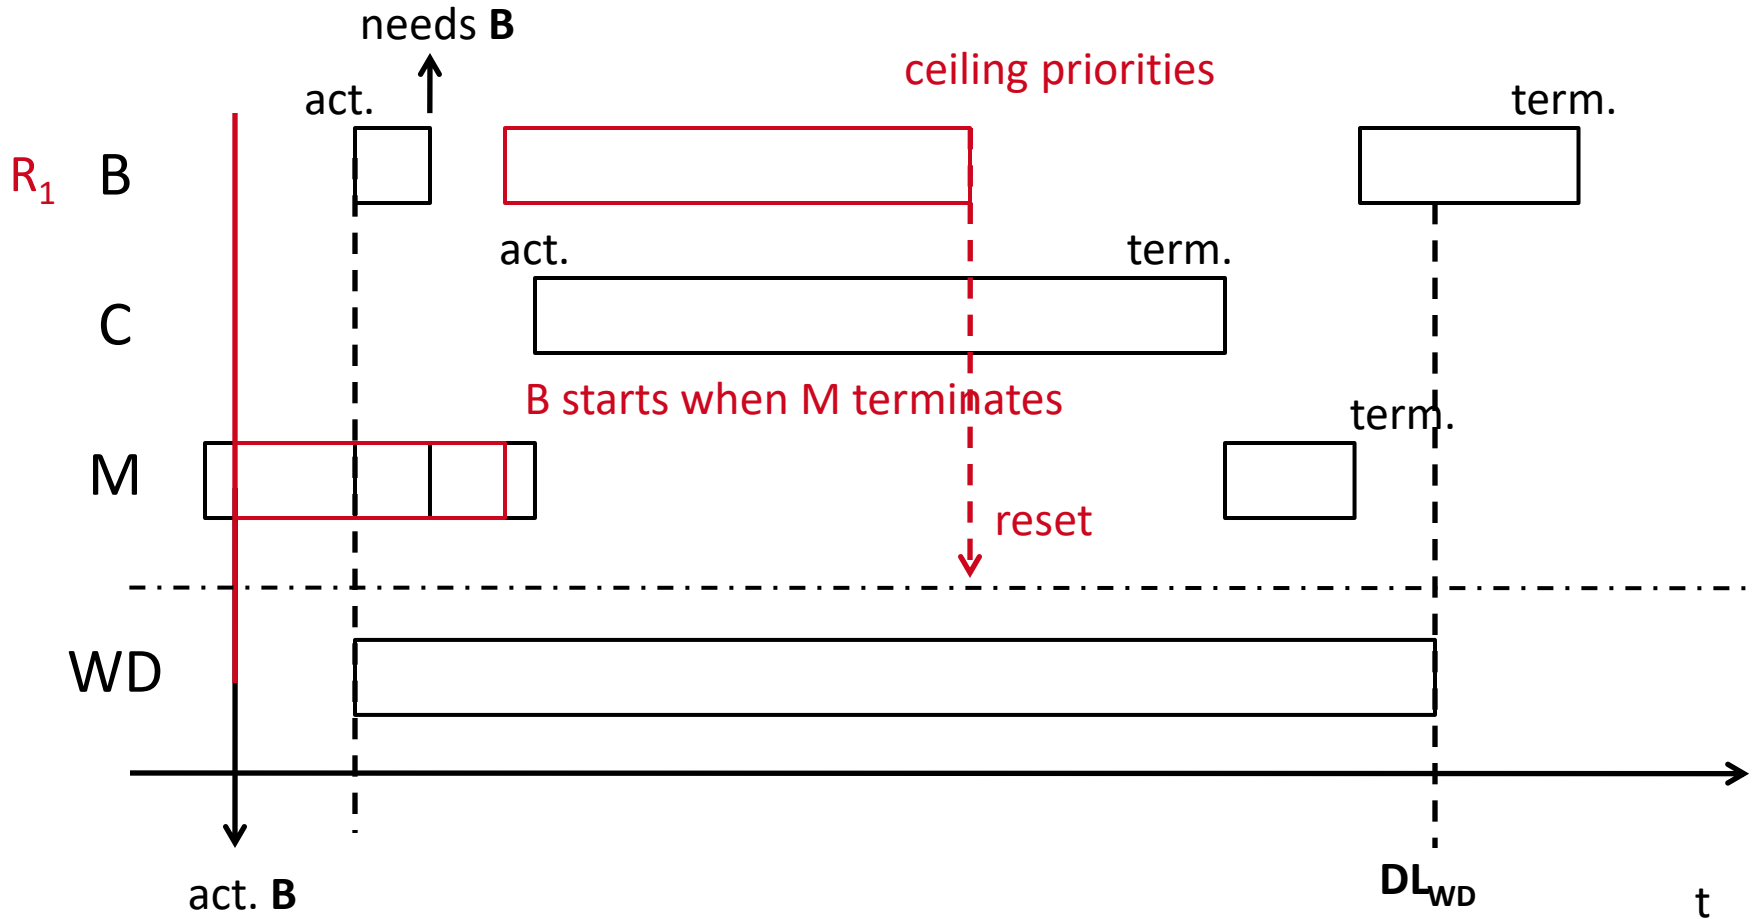 needs B
ceiling priorities
act.
term.
R1 B
act.
term.
C
B starts when M terminates
term.
M
reset
WD
DLWD
act. B
t